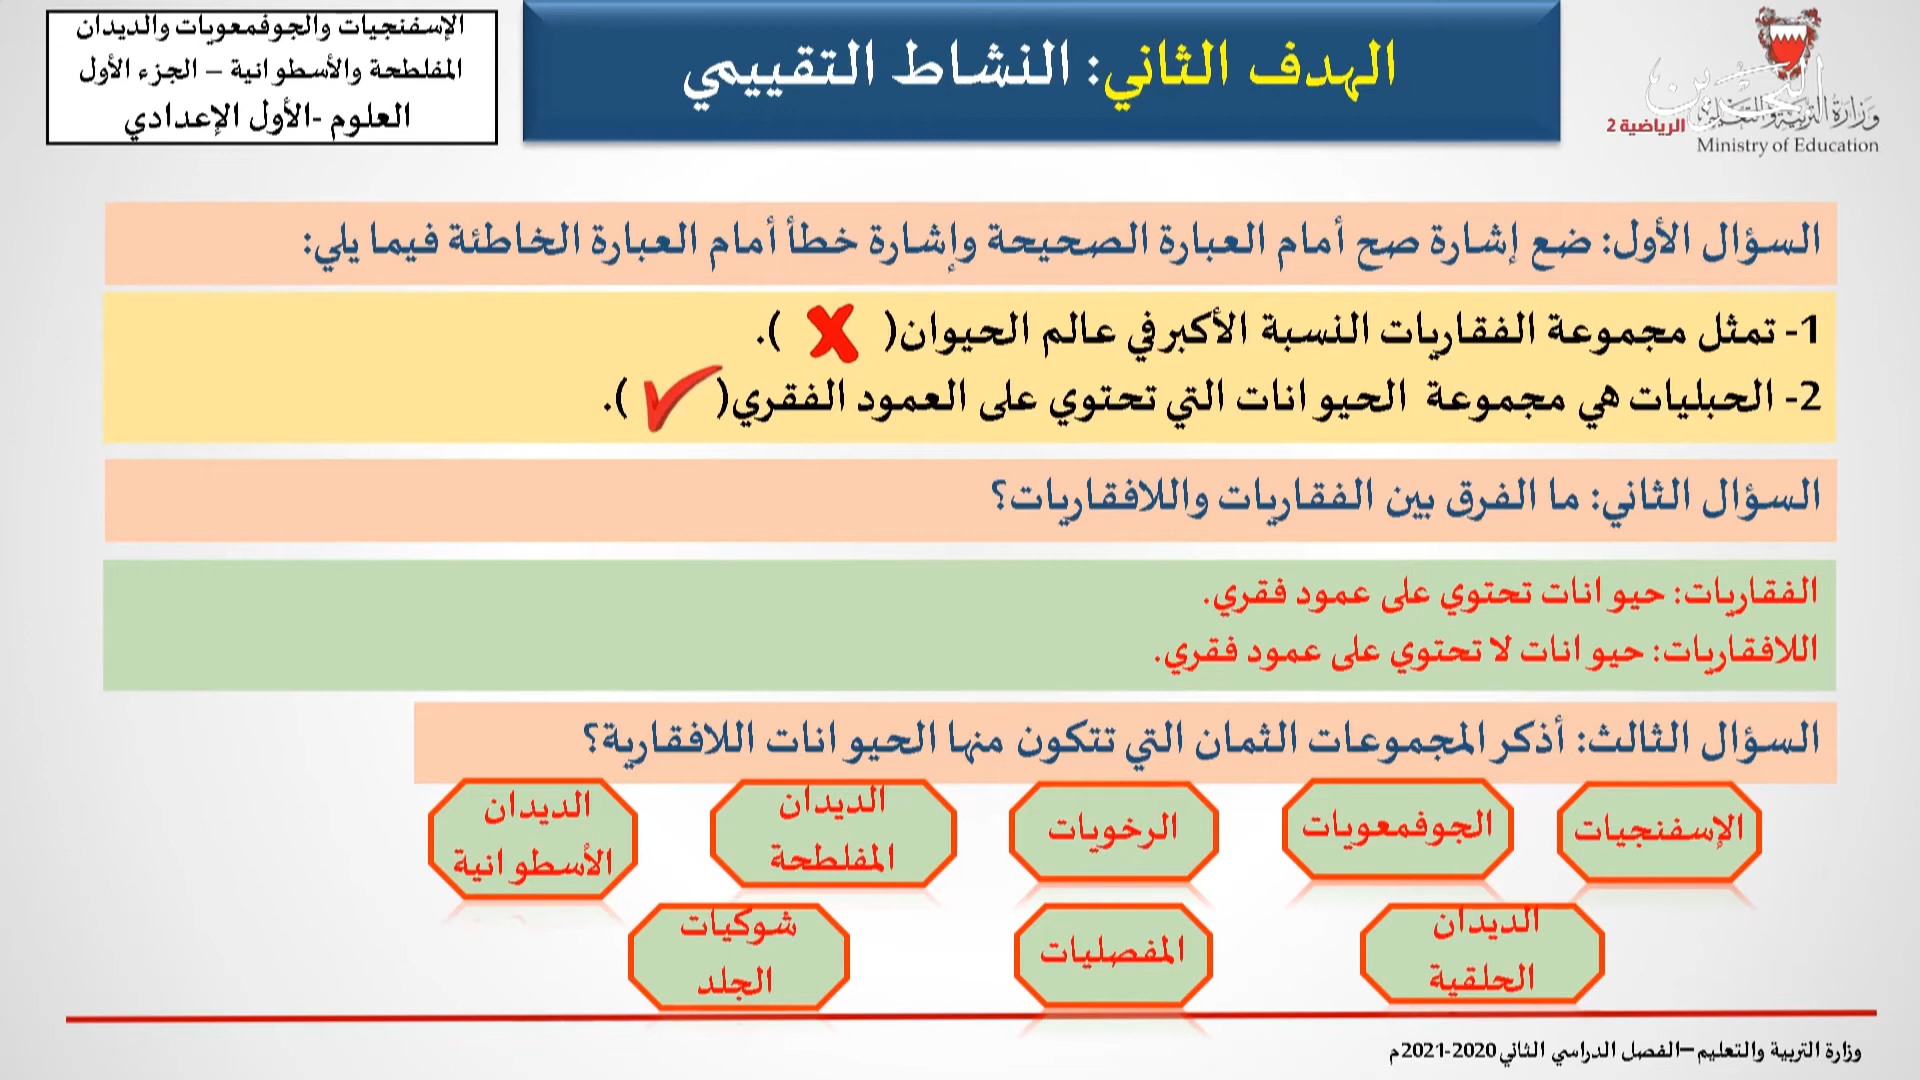 الإسفنجيات والجوفمعويات والديدان
المفلطحة والأسطوانية – الجزء الأول
العلوم -الأول الإعدادي
الهدف الثاني: النشاط التقييمي
البحرين
الرياضية 2
وزارة التربية والتعليم
Ministry of Education
السؤال الأول: ضع إشارة صح أمام العبارة الصحيحة وإشارة خطأ أمام العبارة الخاطئة فيما يلي:
1- تمثل مجموعة الفقاريات النسبة الأكبر في عالم الحيوان( ✗ ).
2- الحبليات هي مجموعة الحيوانات التي تحتوي على العمود الفقري( ✓ ).
السؤال الثاني: ما الفرق بين الفقاريات واللافقاريات؟
الفقاريات: حيوانات تحتوي على عمود فقري.
اللافقاريات: حيوانات لا تحتوي على عمود فقري.
السؤال الثالث: أذكر المجموعات الثمان التي تتكون منها الحيوانات اللافقارية؟
الإسفنجيات
الجوفمعويات
الرخويات
الديدان
المفلطحة
الديدان
الأسطوانية
الديدان
الحلقية
المفصليات
شوكيات
الجلد
وزارة التربية والتعليم –الفصل الدراسي الثاني 2020-2021م